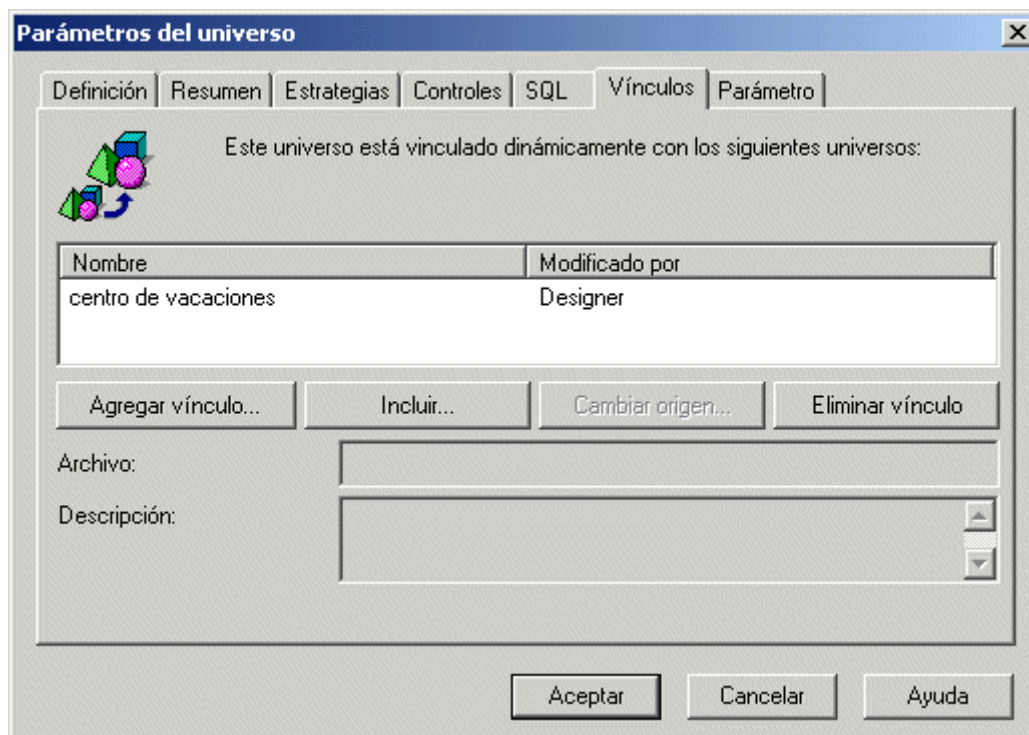 Parámetros del universo
Definición Resumen Estrategias Controles SQL Vínculos Parámetro
Este universo está vinculado dinámicamente con los siguientes universos:
Nombre Modificado por
centro de vacaciones Designer
Agregar vínculo... Incluir... Cambiar origen... Eliminar vínculo
Archivo:
Descripción:
Aceptar Cancelar Ayuda